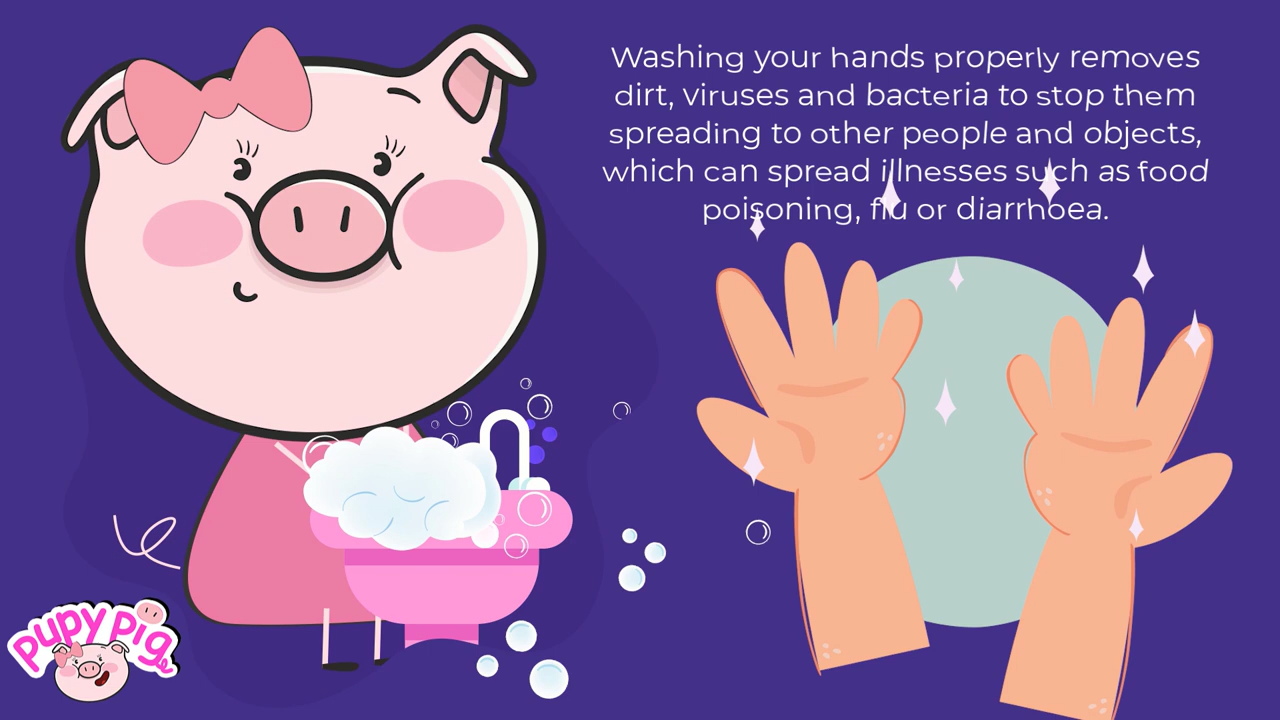 Washing your hands properly removes
dirt, viruses and bacteria to stop them
spreading to other people and objects,
which can spread illnesses such as food
poisoning, flu or diarrhoea.
pupy pig